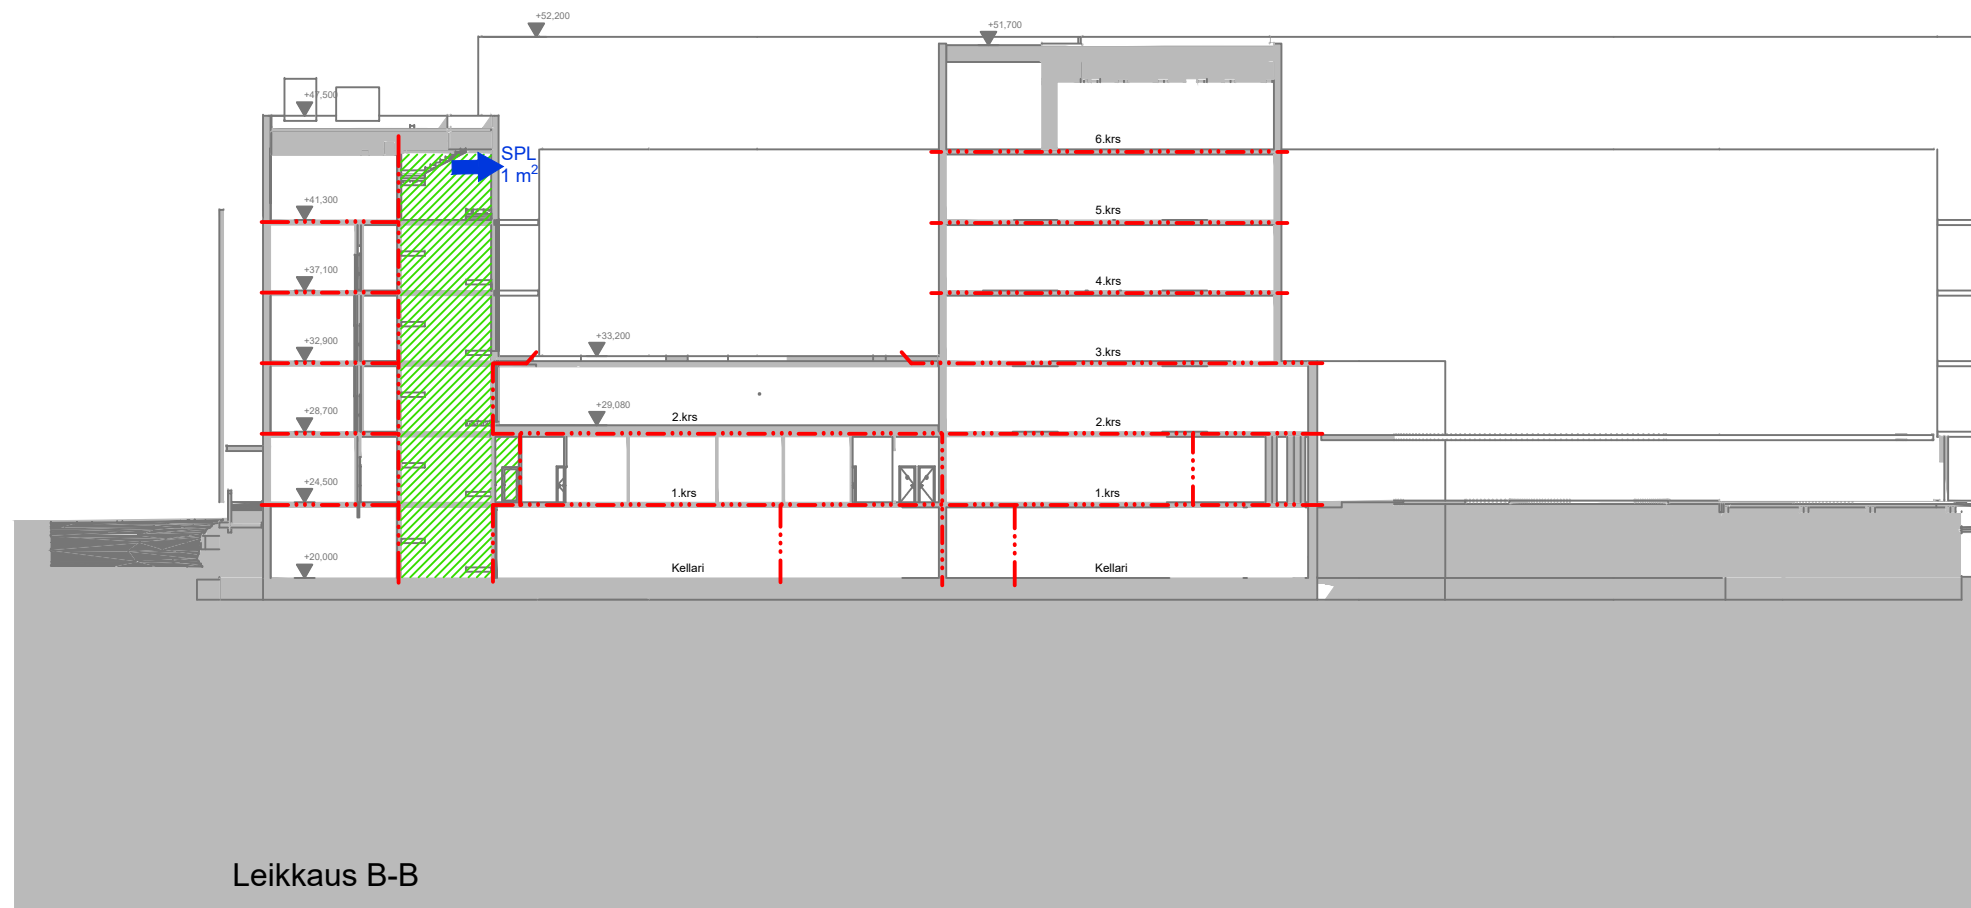 +52,200
+51,700
+47,500
6.krs
SPL
1 m²
+41,300
5.krs
+37,100
4.krs
+33,200
+32,900
3.krs
+29,080
+28,700
2.krs
2.krs
+24,500
1.krs
1.krs
+20,000
Kellari
Kellari
Leikkaus B-B